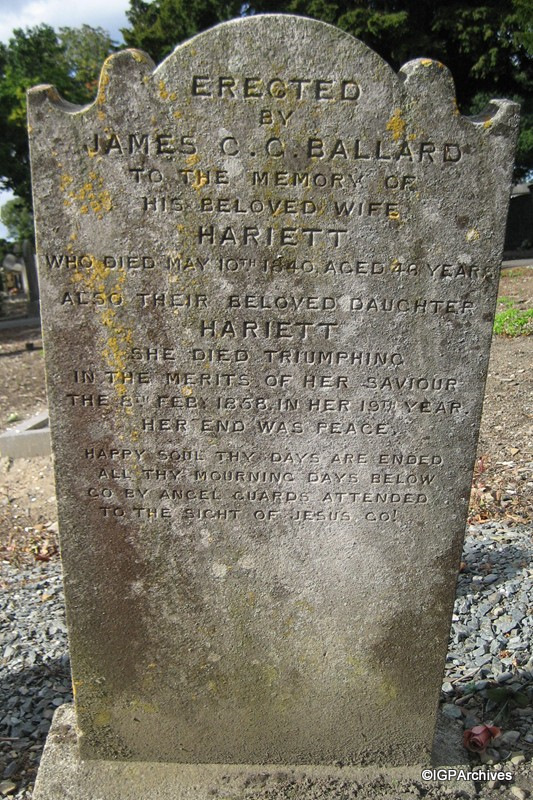 ERECTED
BY
JAMES C. C. BALLARD
TO THE MEMORY OF
HIS BELOVED WIFE
HARIETT
WHO DIED MAY 10TH 1840, AGED YEARS
ALSO THEIR BELOVED DAUGHTER
HARIETT
SHE DIED TRIUMPHING
IN THE MERITS OF HER SAVIOUR
THE FEBY 1858, IN HER 19TH YEAR.
HER END WAS PEACE,
HAPPY SOUL THY DAYS ARE ENDED
ALL THY MOURNING DAYS BELOW
GO BY ANGEL GUARDS ATTENDED
TO THE SIGHT OF JESUS, GO!
©IGPArchives